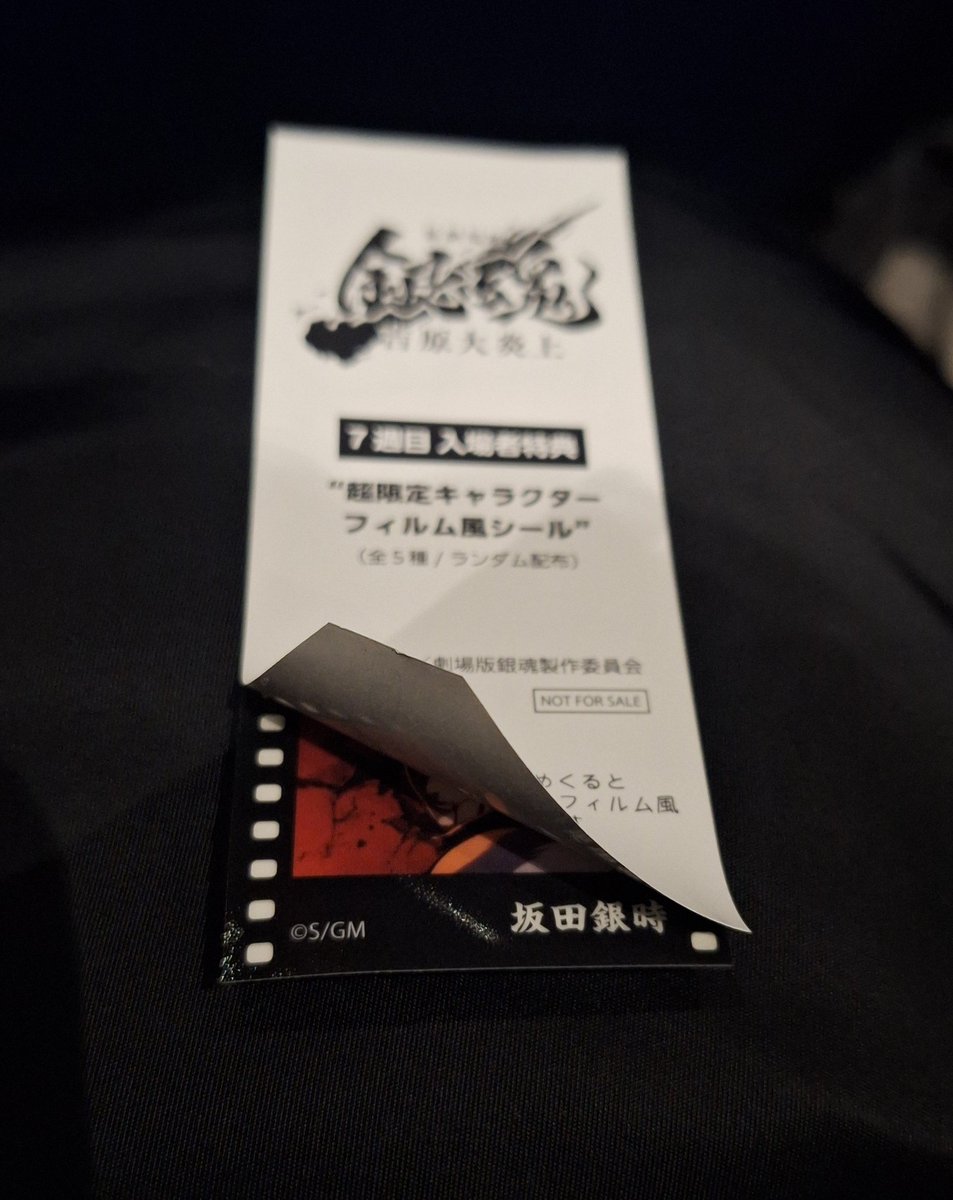 銀魂
吉原大炎上
7週目 入場者特典
"超限定キャラクター
フィルム風シール"
(全5種/ランダム配布)
/劇場版銀魂製作委員会
NOT FOR SALE
めくると
フィルム風
©S/GM
坂田銀時